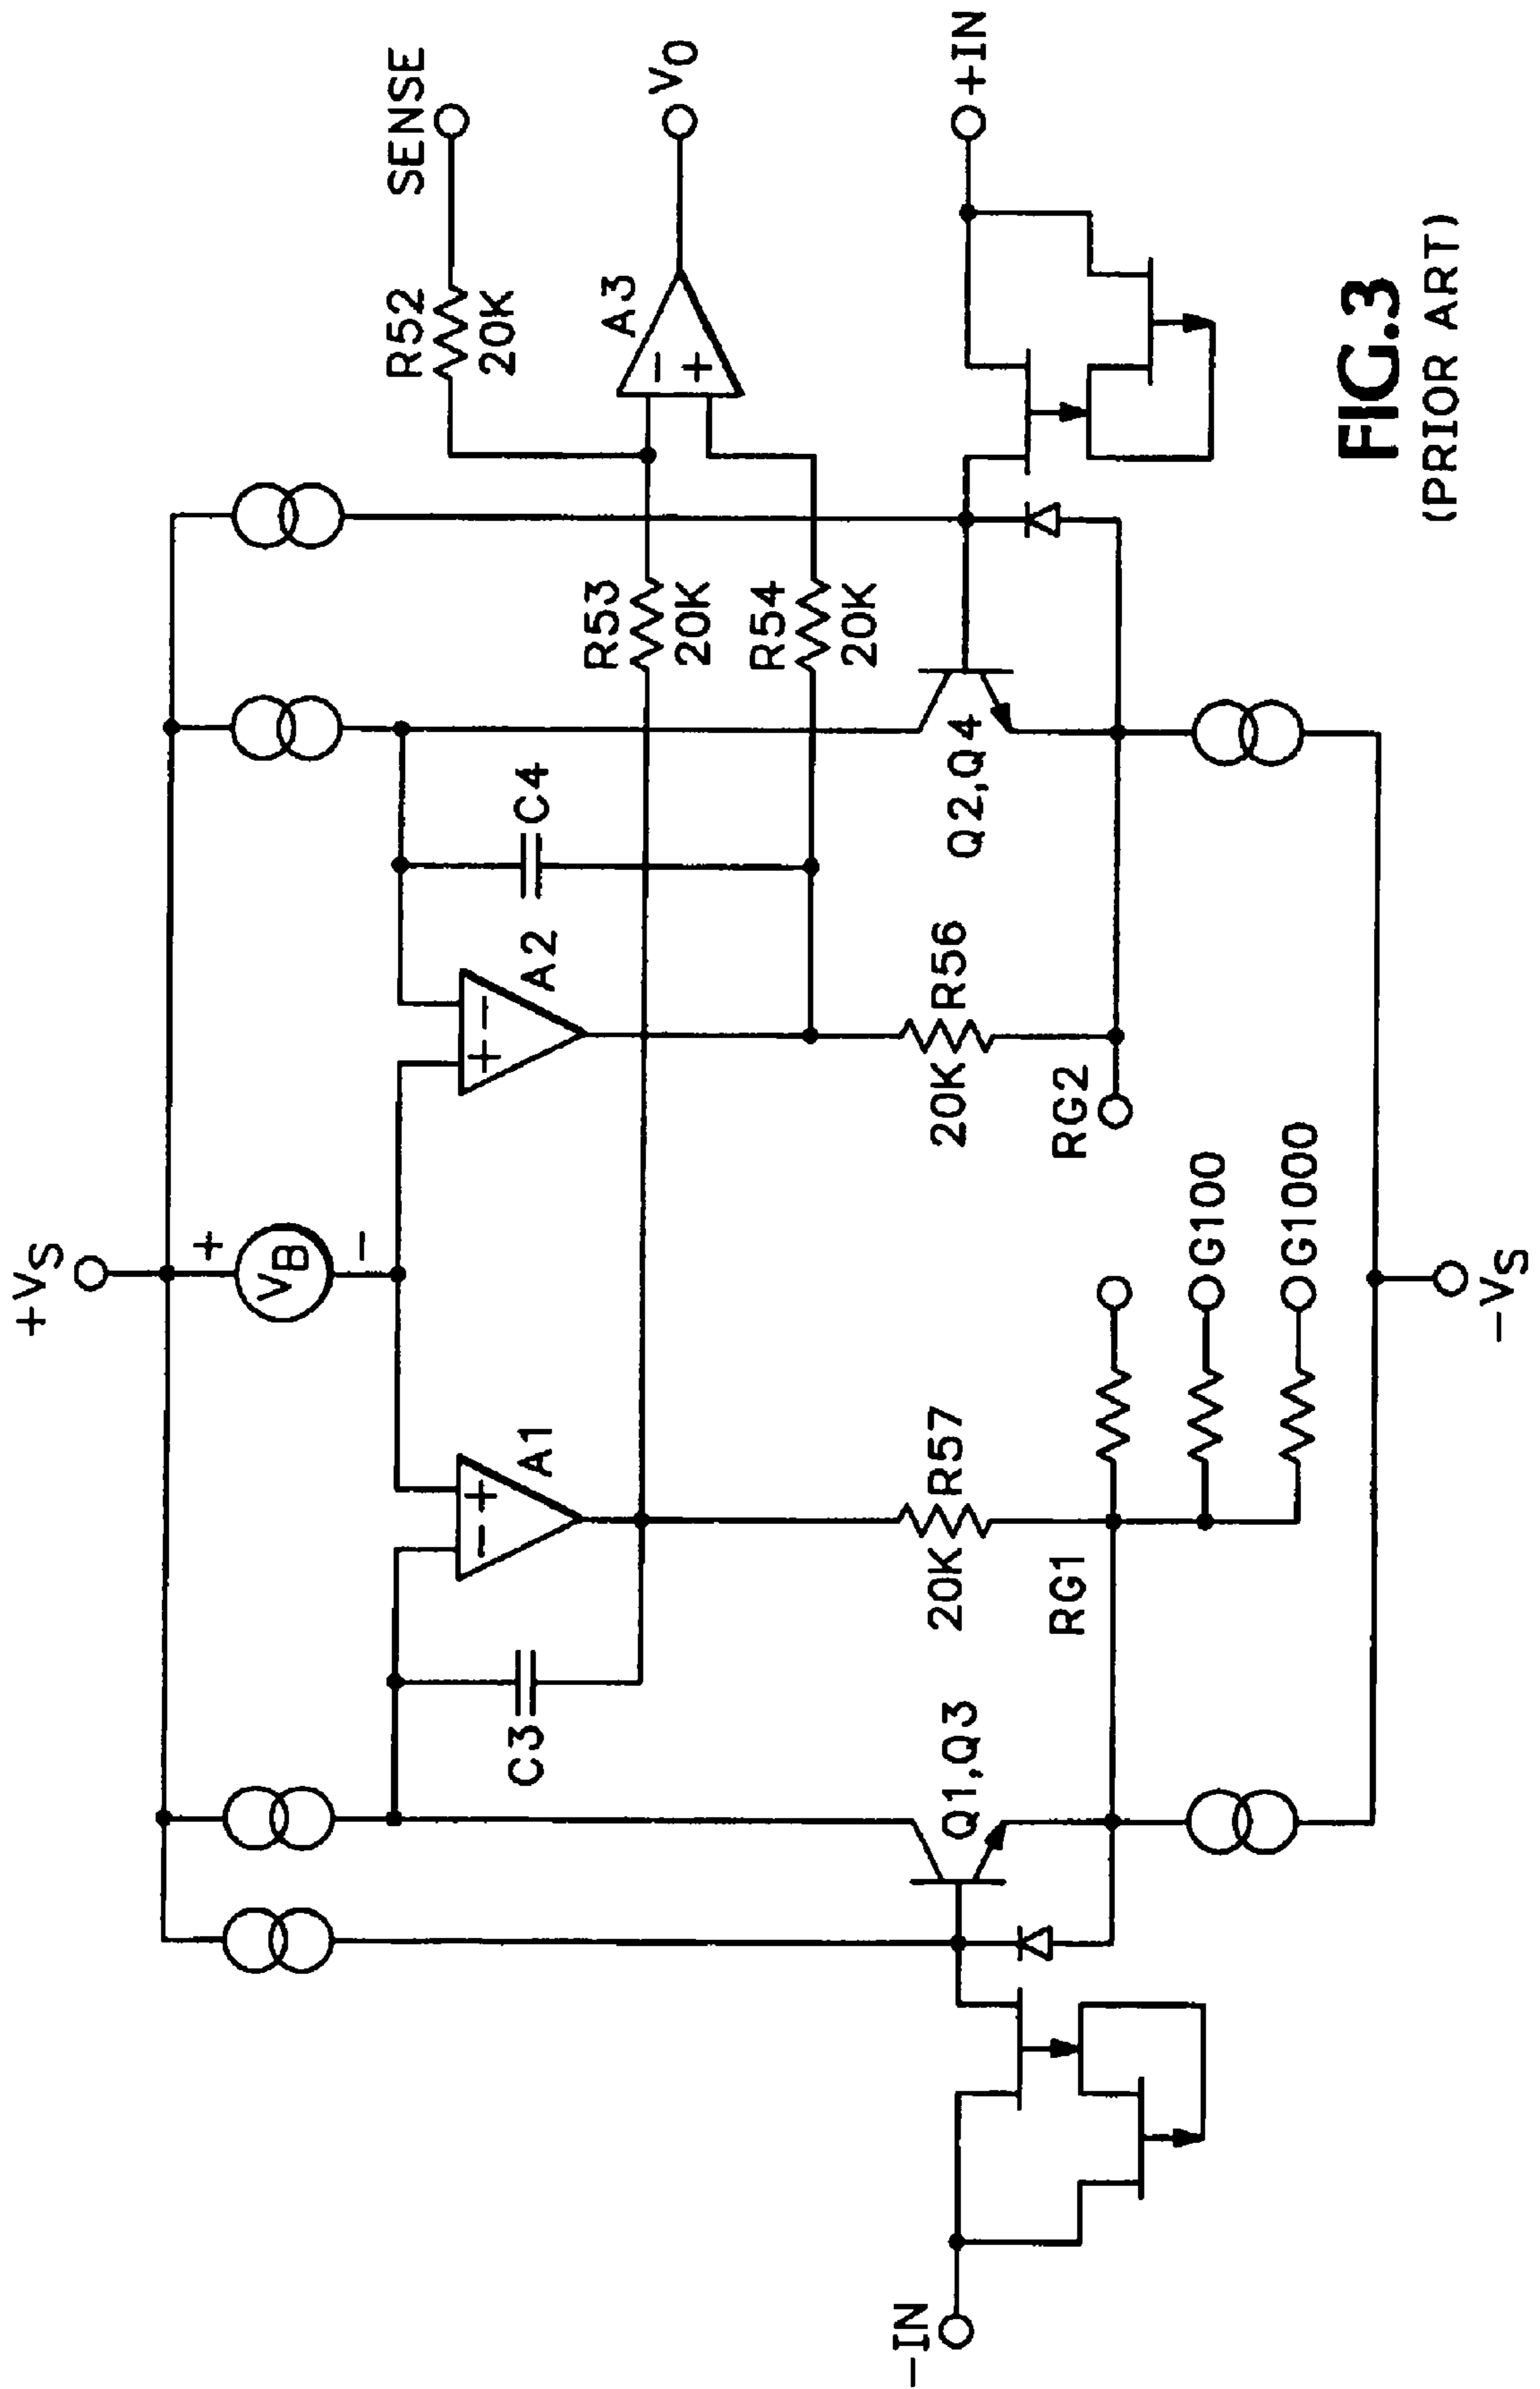 +VS
+
VB
−
SENSE
R52
20K
A3
−
+
VO
R53
20K
R54
20K
C3
−
+
A1
+
−
A2
C4
-IN
Q1,Q3
20K
R57
20K
R56
Q2,Q4
+IN
RG1
RG2
G100
G1000
-VS
FIG.3
(PRIOR ART)